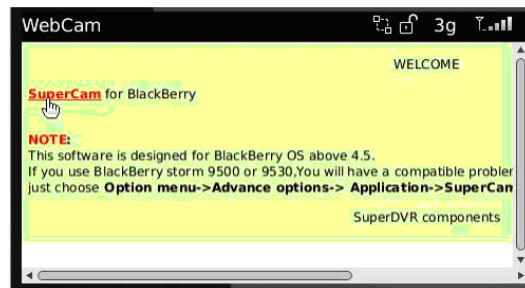 WebCam 3g
WELCOME
SuperCam for BlackBerry
NOTE:
This software is designed for BlackBerry OS above 4.5.
If you use BlackBerry storm 9500 or 9530,You will have a compatible
just choose Option menu->Advance options-> Application->SuperCam
SuperDVR components